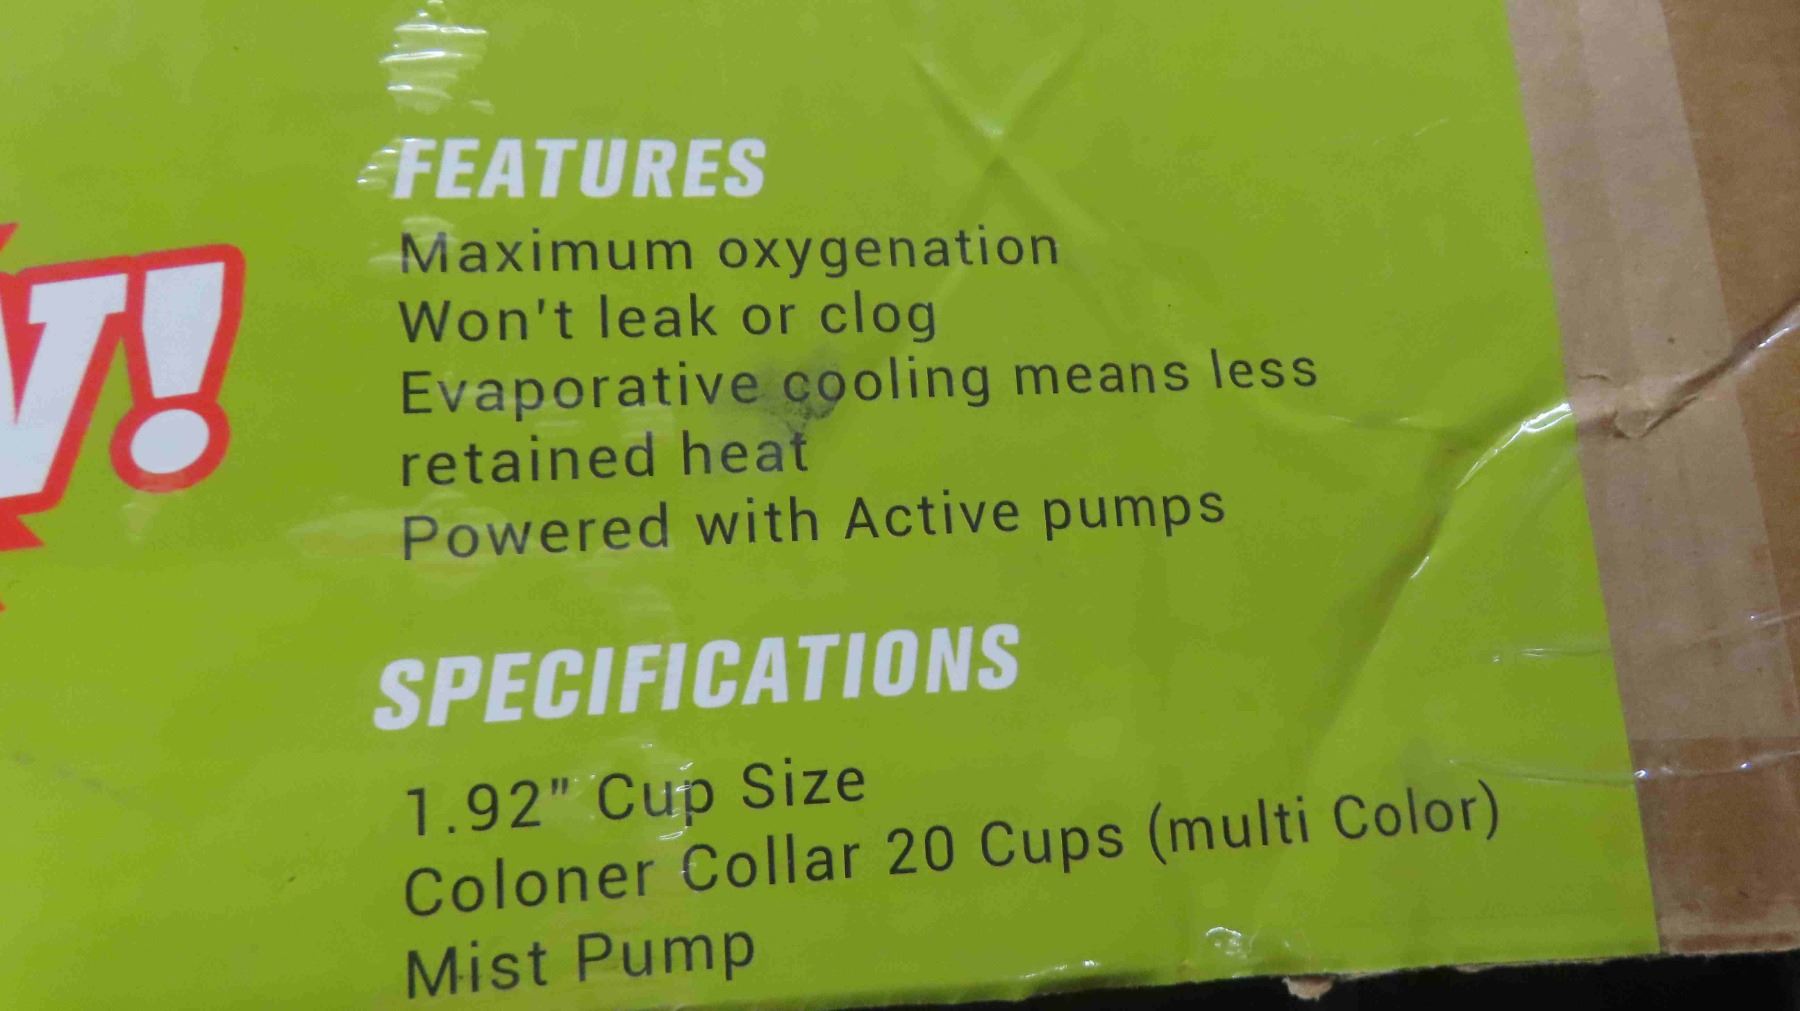 FEATURES
Maximum oxygenation
Won't leak or clog
Evaporative cooling means less
retained heat
Powered with Active pumps
SPECIFICATIONS
1.92" Cup Size
Coloner Collar 20 Cups (multi Color)
Mist Pump